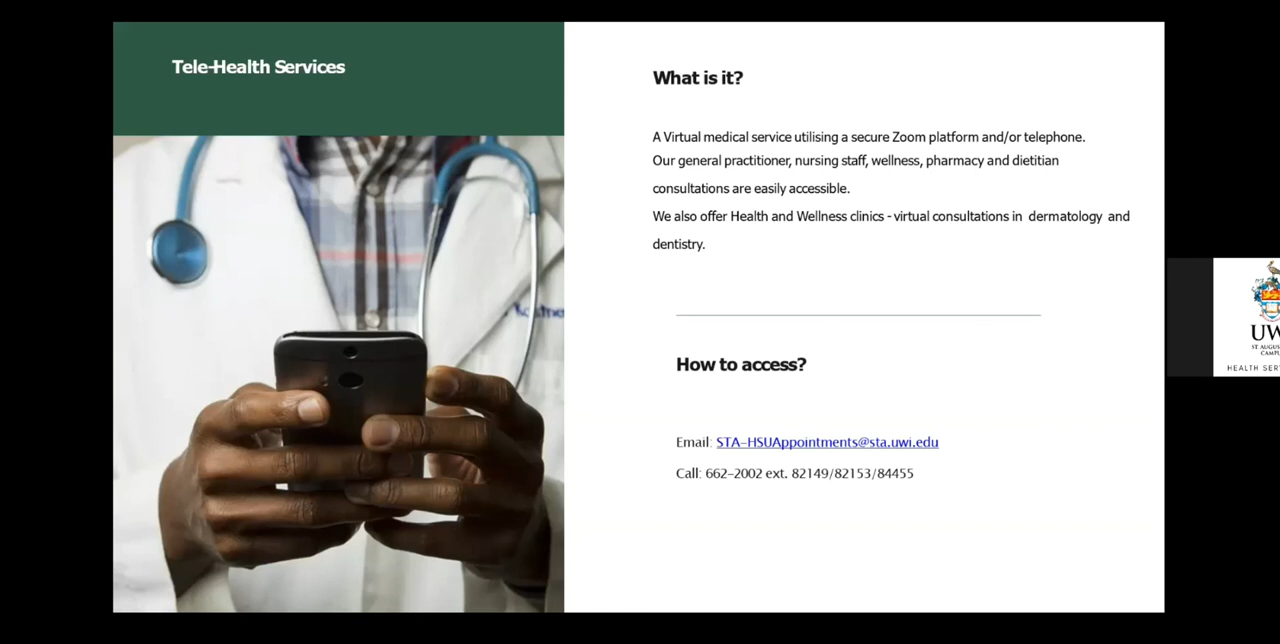 Tele-Health Services
What is it?
A Virtual medical service utilising a secure Zoom platform and/or telephone.
Our general practitioner, nursing staff, wellness, pharmacy and dietitian
consultations are easily accessible.
We also offer Health and Wellness clinics - virtual consultations in dermatology and
dentistry.
How to access?
Email: STA-HSUAppointments@sta.uwi.edu
Call: 662-2002 ext. 82149/82153/84455